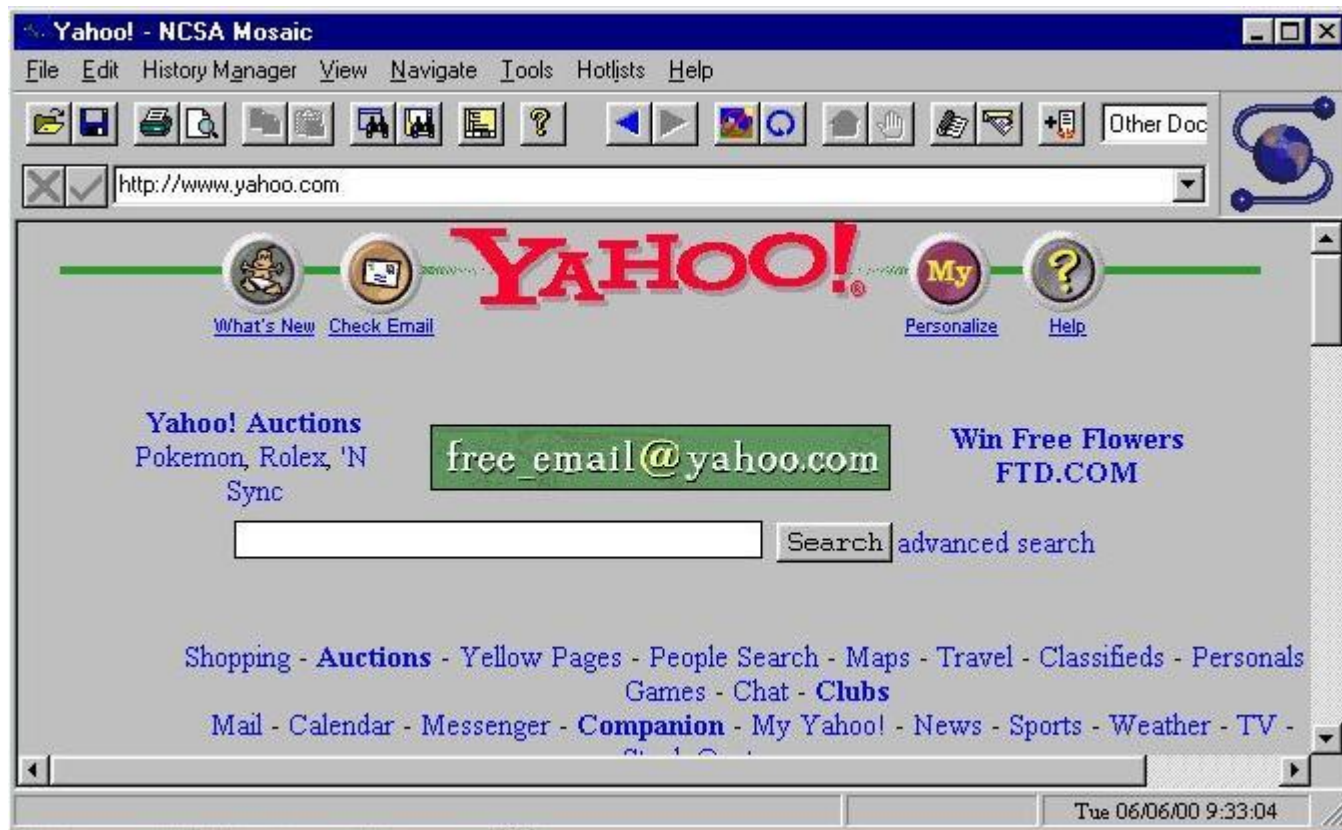 Yahoo! - NCSA Mosaic
File Edit History Manager View Navigate Tools Hotlists Help
Other Doc
http://www.yahoo.com
YAHOO!®
My ?
What's New Check Email Personalize Help
Yahoo! Auctions
Pokemon, Rolex, 'N
Sync
free_email@yahoo.com
Win Free Flowers
FTD.COM
Search advanced search
Shopping - Auctions - Yellow Pages - People Search - Maps - Travel - Classifieds - Personals
Games - Chat - Clubs
Mail - Calendar - Messenger - Companion - My Yahoo! - News - Sports - Weather - TV -
Tue 06/06/00 9:33:04